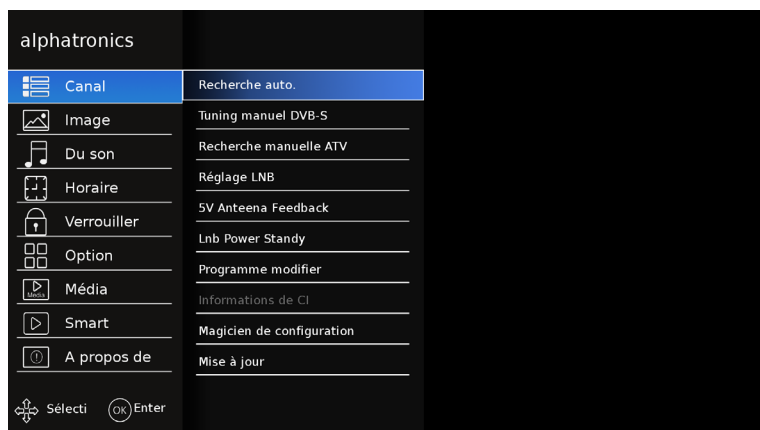 alphatronics
Canal
Image
Du son
Horaire
Verrouiller
Option
Média
Media
Smart
A propos de
Sélecti
OK Enter
Recherche auto.
Tuning manuel DVB-S
Recherche manuelle ATV
Réglage LNB
5V Anteena Feedback
Lnb Power Standy
Programme modifier
Informations de CI
Magicien de configuration
Mise à jour